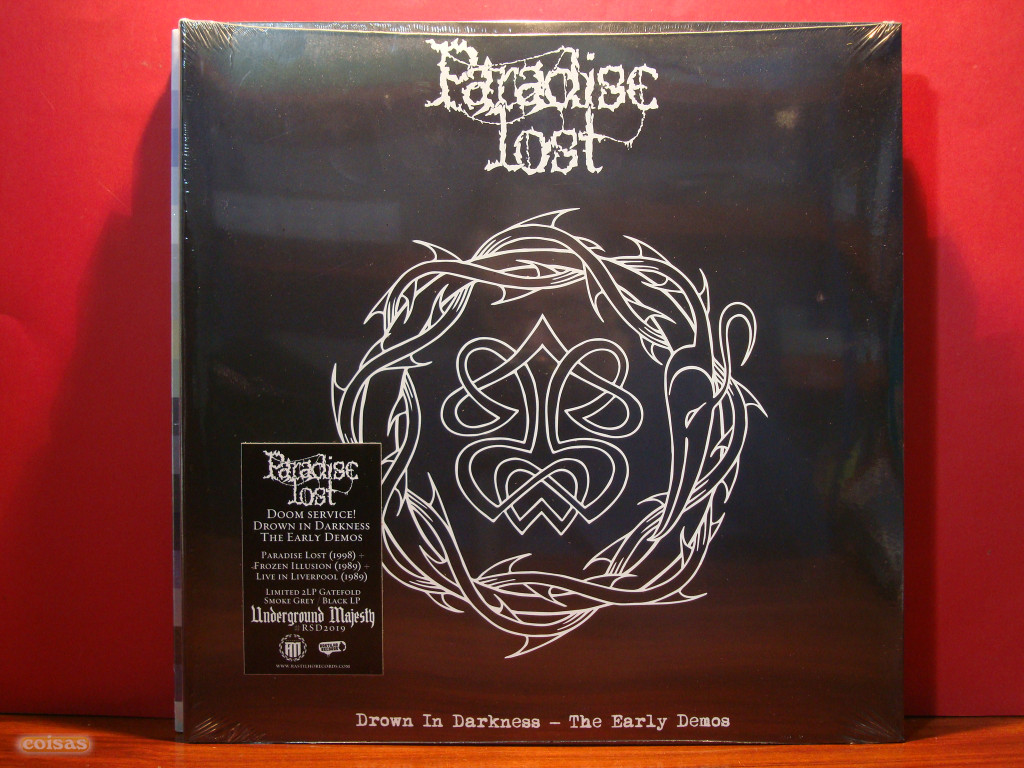 Paradise
Lost
Paradise
Lost
Doom service!
Drown in Darkness
The Early Demos
Paradise Lost (1998) +
Frozen Illusion (1989) +
Live in Liverpool (1989)
Limited 2LP Gatefold
Smoke Grey / Black LP
Underground Majesty
#RSD2019
Drown In Darkness – The Early Demos
coisas